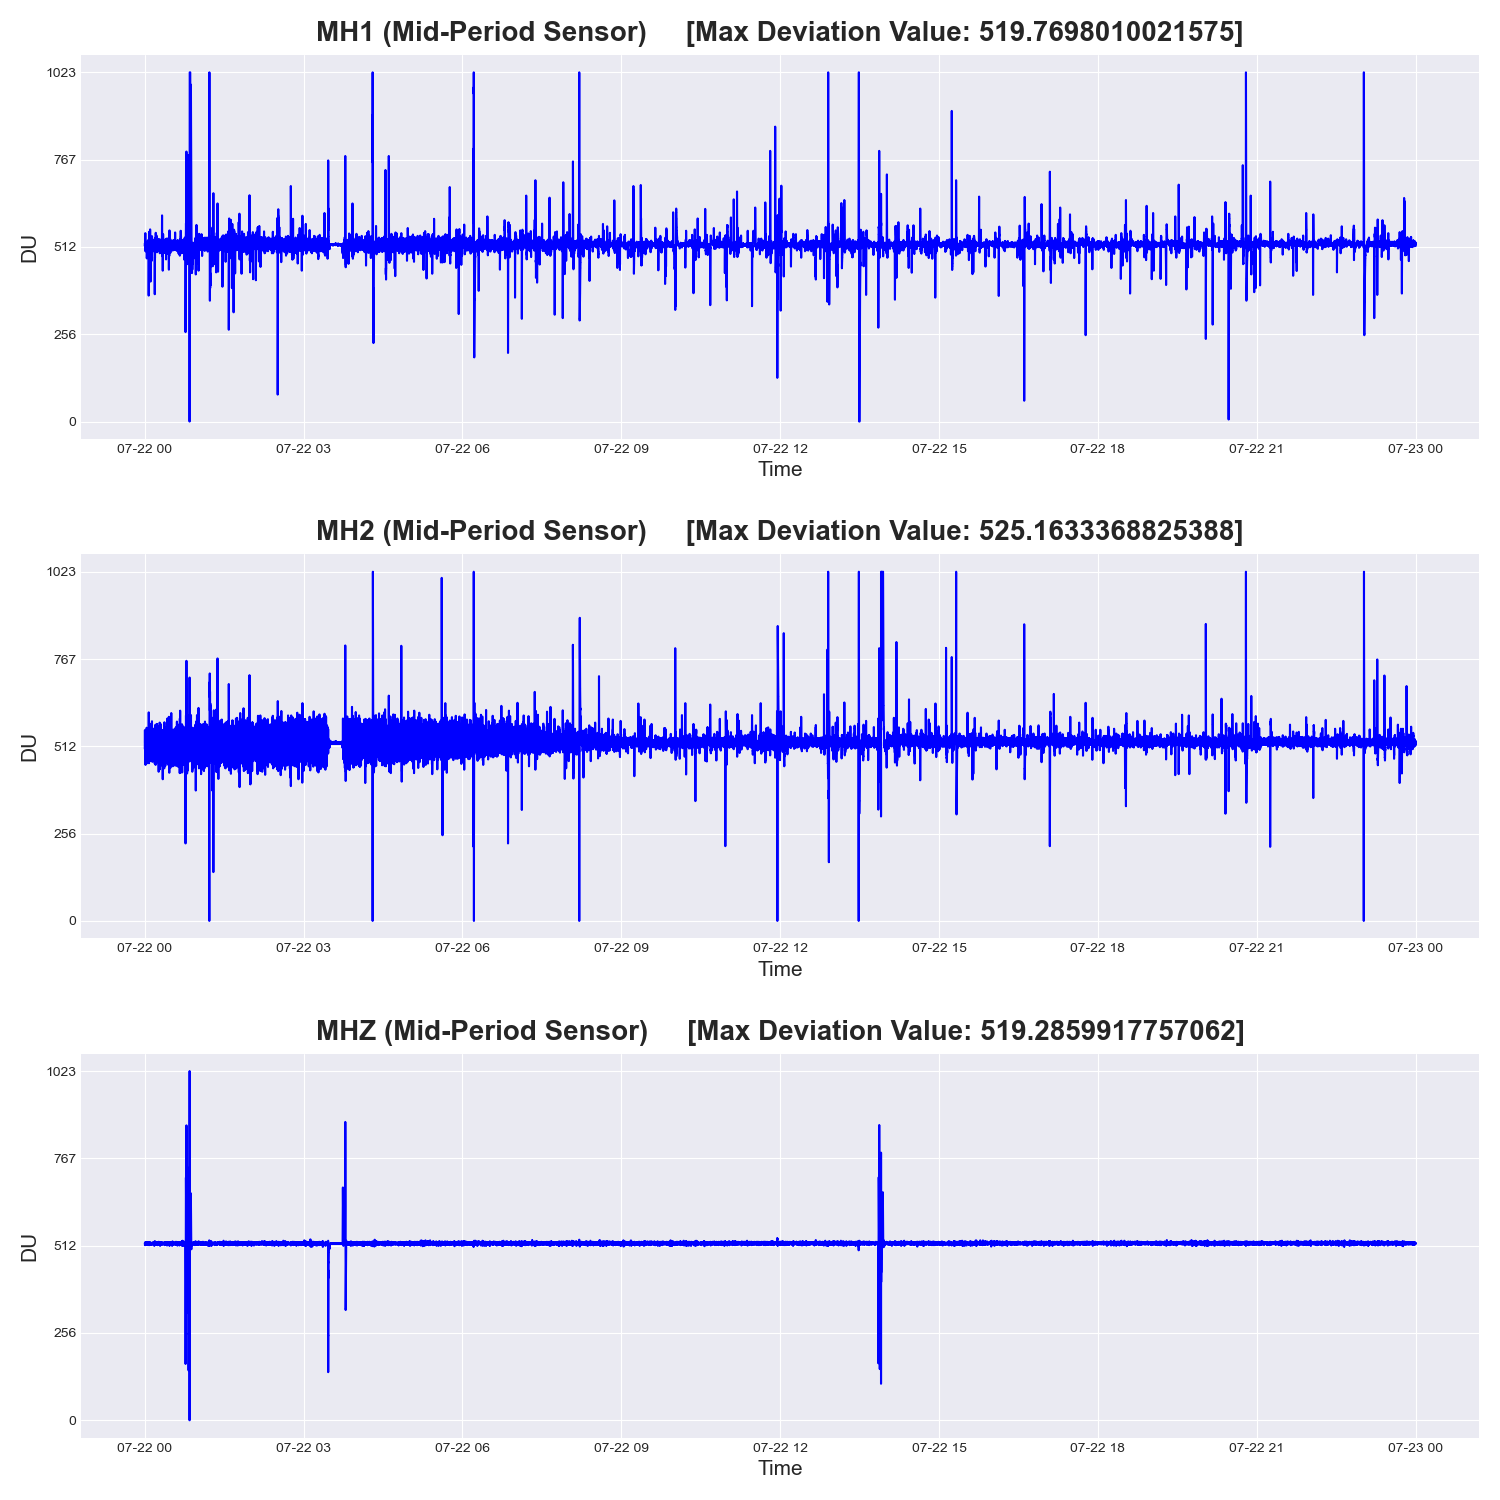 MH1 (Mid-Period Sensor) [Max Deviation Value: 519.7698010021575]
1023
767
512
256
0
DU
07-22 00 07-22 03 07-22 06 07-22 09 07-22 12 07-22 15 07-22 18 07-22 21 07-23 00
Time
MH2 (Mid-Period Sensor) [Max Deviation Value: 525.1633368825388]
1023
767
512
256
0
DU
07-22 00 07-22 03 07-22 06 07-22 09 07-22 12 07-22 15 07-22 18 07-22 21 07-23 00
Time
MHZ (Mid-Period Sensor) [Max Deviation Value: 519.2859917757062]
1023
767
512
256
0
DU
07-22 00 07-22 03 07-22 06 07-22 09 07-22 12 07-22 15 07-22 18 07-22 21 07-23 00
Time